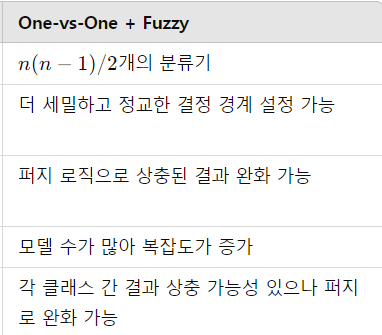 One-vs-One + Fuzzy
n(n − 1)/2개의 분류기
더 세밀하고 정교한 결정 경계 설정 가능
퍼지 로직으로 상충된 결과 완화 가능
모델 수가 많아 복잡도가 증가
각 클래스 간 결과 상충 가능성 있으나 퍼지
로 완화 가능